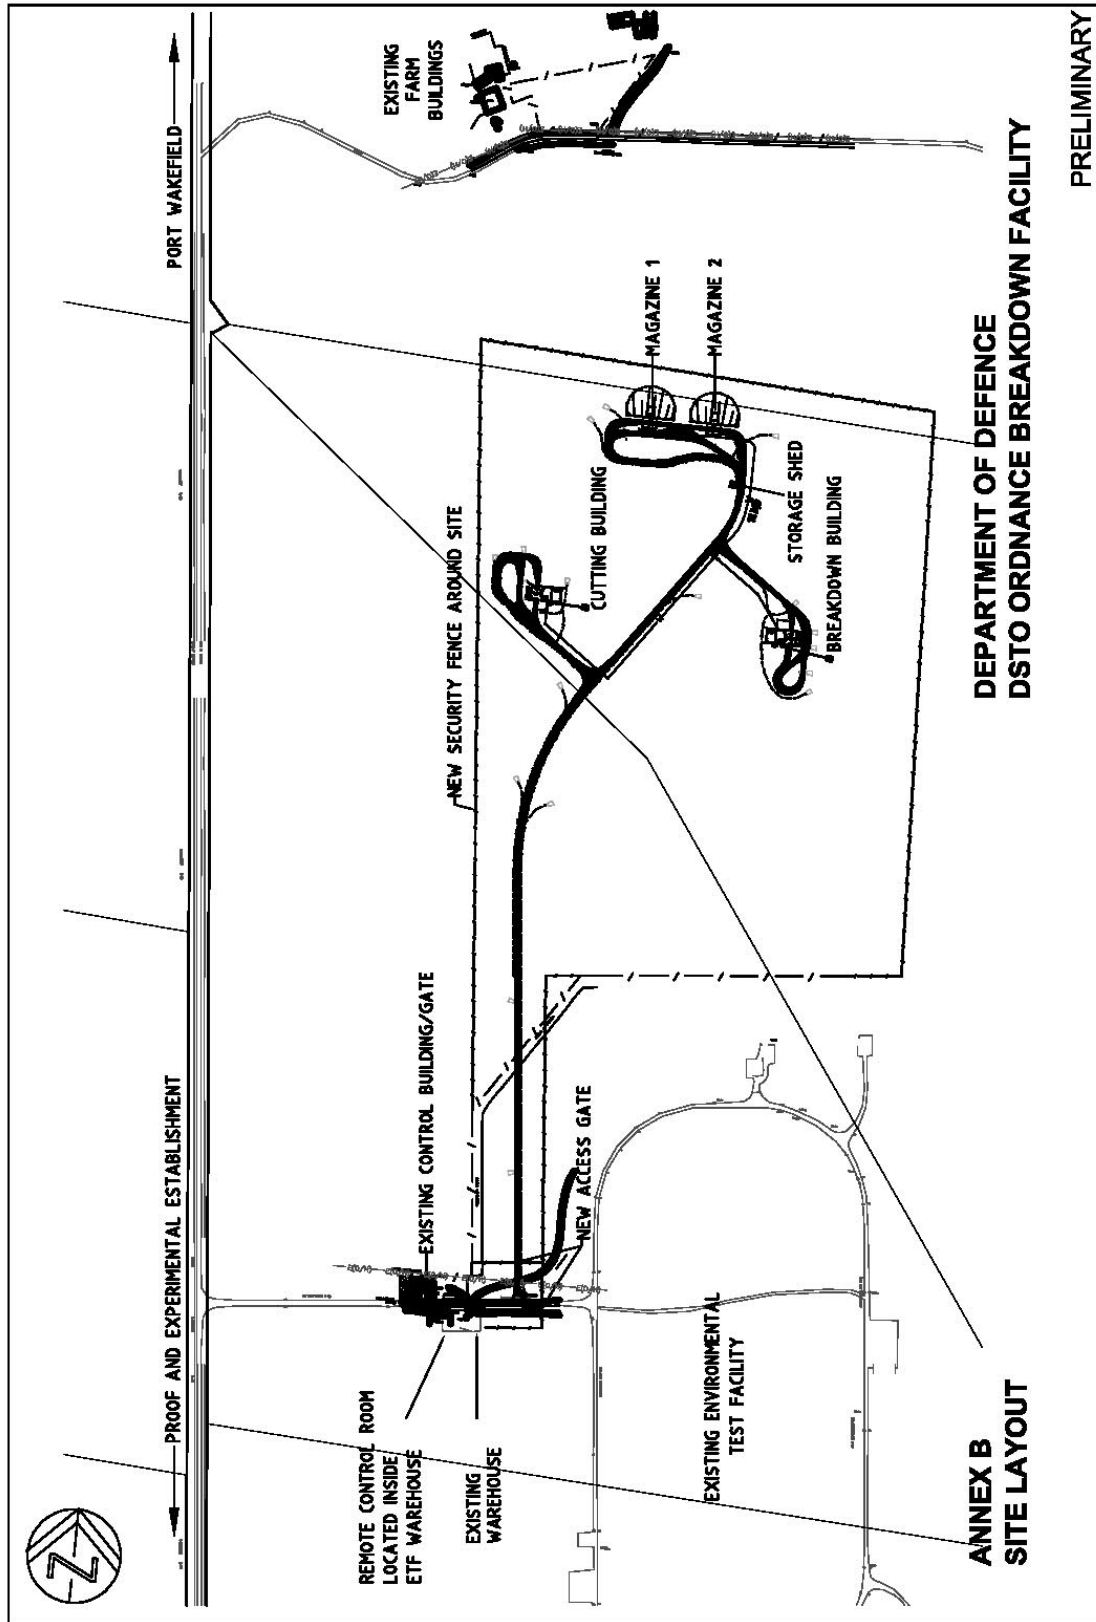 N
PROOF AND EXPERIMENTAL ESTABLISHMENT
PORT WAKEFIELD
EXISTING
FARM
BUILDINGS
REMOTE CONTROL ROOM
LOCATED INSIDE
ETF WAREHOUSE
EXISTING CONTROL BUILDING/GATE
NEW SECURITY FENCE AROUND SITE
EXISTING
WAREHOUSE
NEW ACCESS GATE
CUTTING BUILDING
MAGAZINE 1
MAGAZINE 2
STORAGE SHED
BREAKDOWN BUILDING
EXISTING ENVIRONMENTAL
TEST FACILITY
ANNEX B
SITE LAYOUT
DEPARTMENT OF DEFENCE
DSTO ORDNANCE BREAKDOWN FACILITY
PRELIMINARY